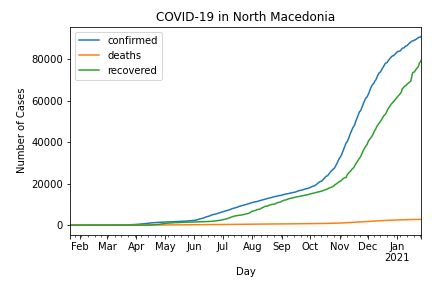 COVID-19 in North Macedonia
confirmed
deaths
recovered
Number of Cases
80000
60000
40000
20000
0
Feb Mar Apr May Jun Jul Aug Sep Oct Nov Dec Jan
2021
Day